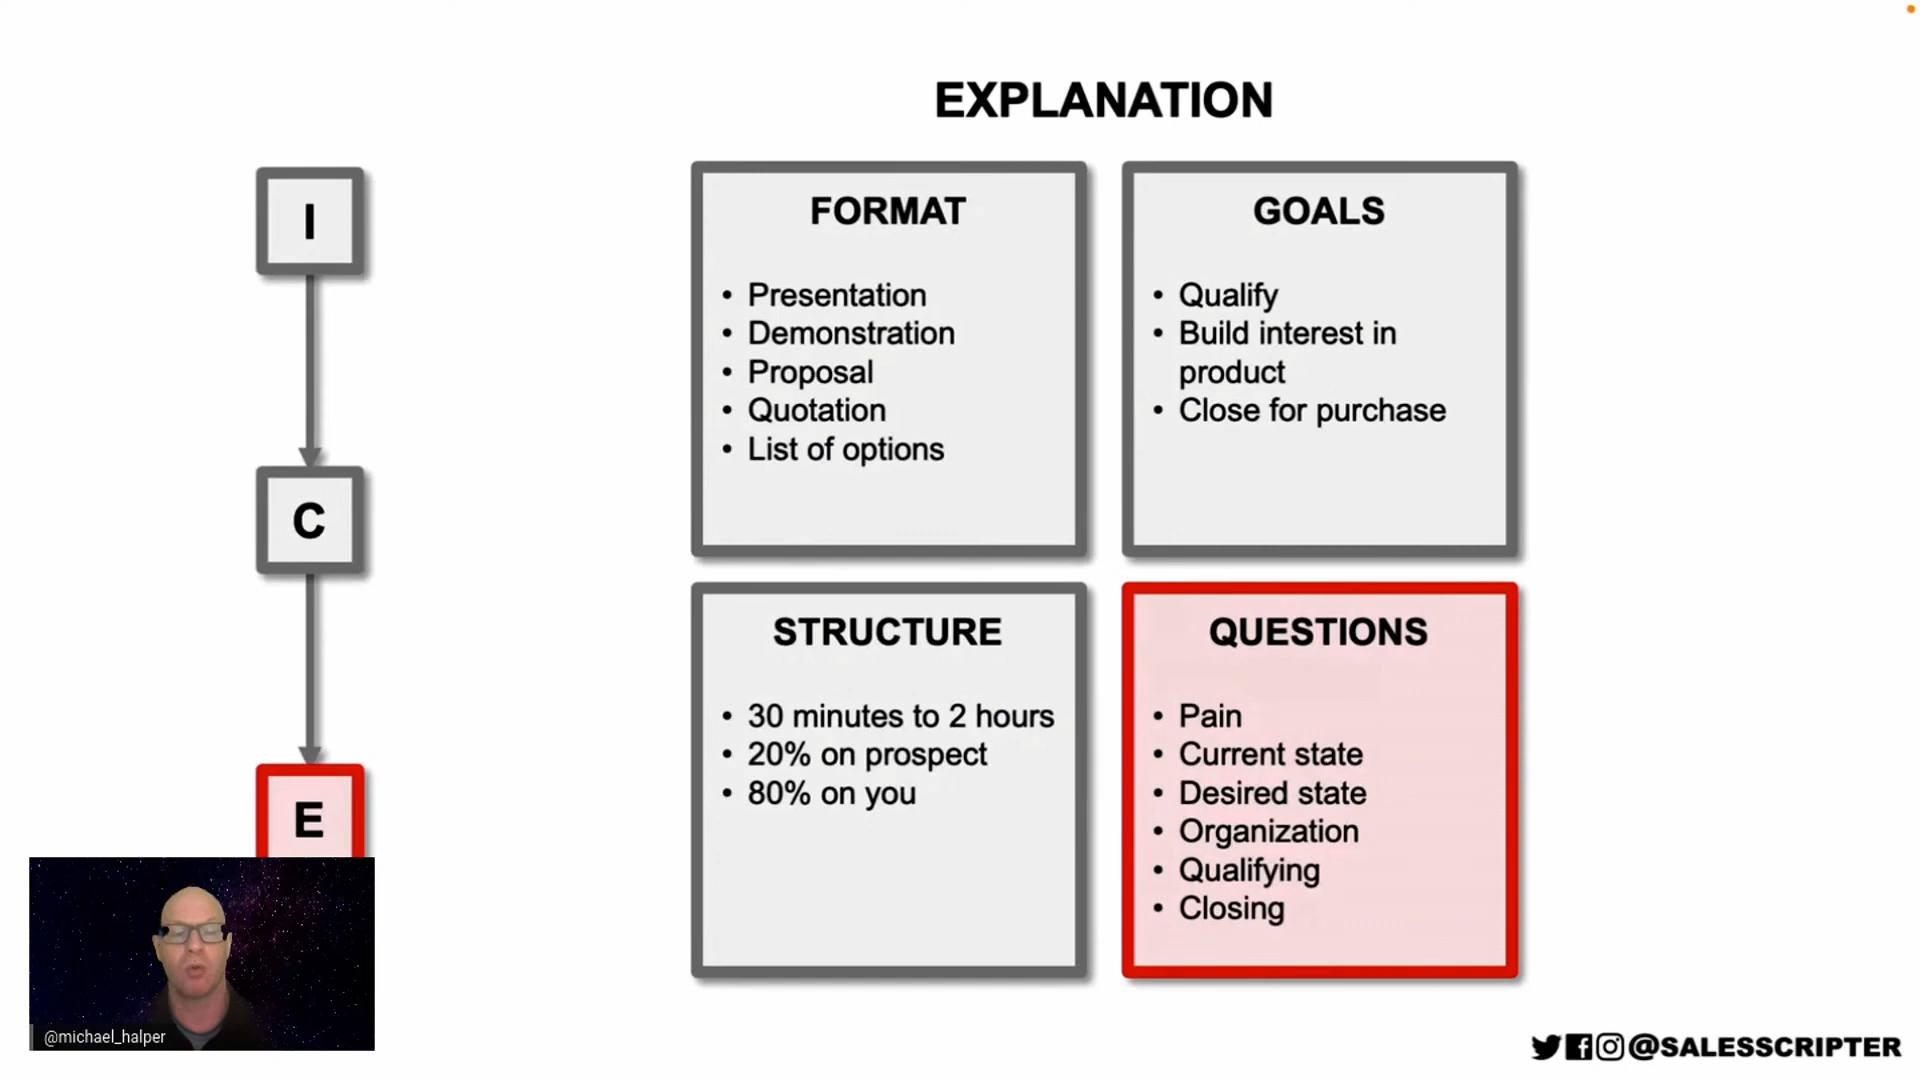 EXPLANATION
I
C
E
FORMAT
• Presentation
• Demonstration
• Proposal
• Quotation
• List of options
GOALS
• Qualify
• Build interest in
product
• Close for purchase
STRUCTURE
• 30 minutes to 2 hours
• 20% on prospect
• 80% on you
QUESTIONS
• Pain
• Current state
• Desired state
• Organization
• Qualifying
• Closing
@michael_halper
@SALESSCRIPTER